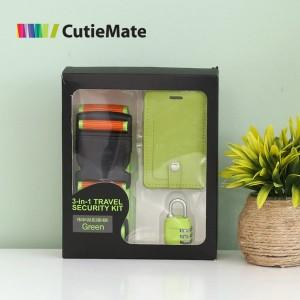 CutieMate
3-in-1 TRAVEL
SECURITY KIT
Green